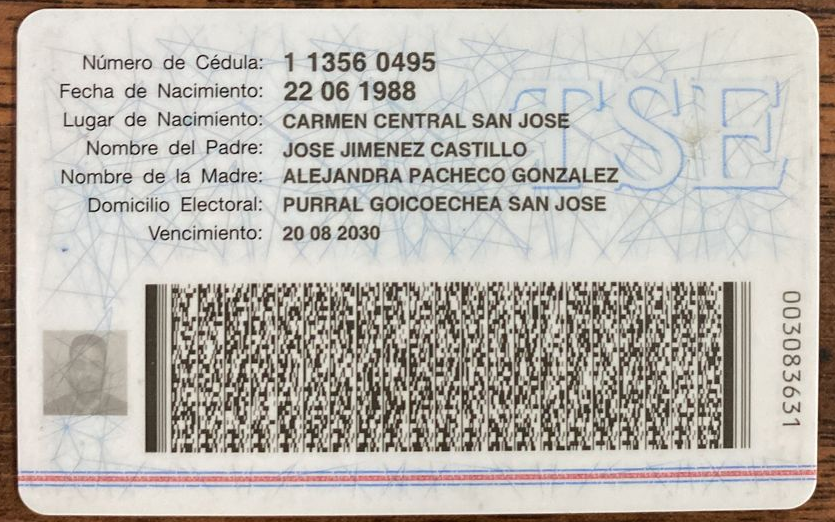 Número de Cédula: 1 1356 0495
Fecha de Nacimiento: 22 06 1988
Lugar de Nacimiento: CARMEN CENTRAL SAN JOSE
Nombre del Padre: JOSE JIMENEZ CASTILLO
Nombre de la Madre: ALEJANDRA PACHECO GONZALEZ
Domicilio Electoral: PURRAL GOICOECHEA SAN JOSE
Vencimiento: 20 08 2030
TSE
003083631